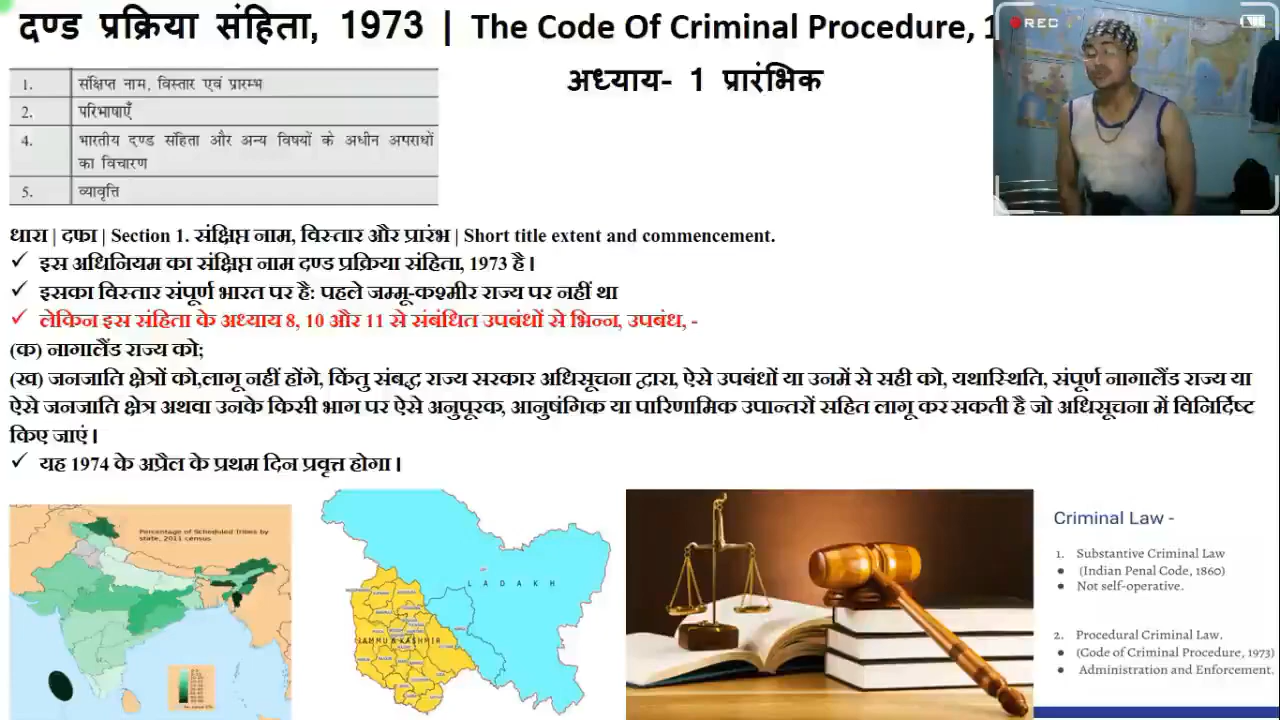 दण्ड प्रक्रिया संहिता, 1973 | The Code Of Criminal Procedure, 1
REC
अध्याय- 1 प्रारंभिक
1. संक्षिप्त नाम, विस्तार एवं प्रारम्भ
2. परिभाषाएँ
4. भारतीय दण्ड संहिता और अन्य विषयों के अधीन अपराधों
का विचारण
5. व्यावृत्ति
धारा | दफा | Section 1. संक्षिप्त नाम, विस्तार और प्रारंभ | Short title extent and commencement.
✓ इस अधिनियम का संक्षिप्त नाम दण्ड प्रक्रिया संहिता, 1973 है।
✓ इसका विस्तार संपूर्ण भारत पर है: पहले जम्मू-कश्मीर राज्य पर नहीं था
✓ लेकिन इस संहिता के अध्याय 8, 10 और 11 से संबंधित उपबंधों से भिन्न, उपबंध, -
(क) नागालैंड राज्य को;
(ख) जनजाति क्षेत्रों को,लागू नहीं होंगे, किंतु संबद्ध राज्य सरकार अधिसूचना द्वारा, ऐसे उपबंधों या उनमें से सही को, यथास्थिति, संपूर्ण नागालैंड राज्य या
ऐसे जनजाति क्षेत्र अथवा उनके किसी भाग पर ऐसे अनुपूरक, आनुषंगिक या पारिणामिक उपान्तरों सहित लागू कर सकती है जो अधिसूचना में विनिर्दिष्ट
किए जाएं।
✓ यह 1974 के अप्रैल के प्रथम दिन प्रवृत्त होगा।
Percentage of Scheduled Tribes by
state, 2011 census
LADAKH
JAMMU & KASHMIR
Criminal Law -
1. Substantive Criminal Law
• (Indian Penal Code, 1860)
• Not self-operative.
2. Procedural Criminal Law.
• (Code of Criminal Procedure, 1973)
• Administration and Enforcement.